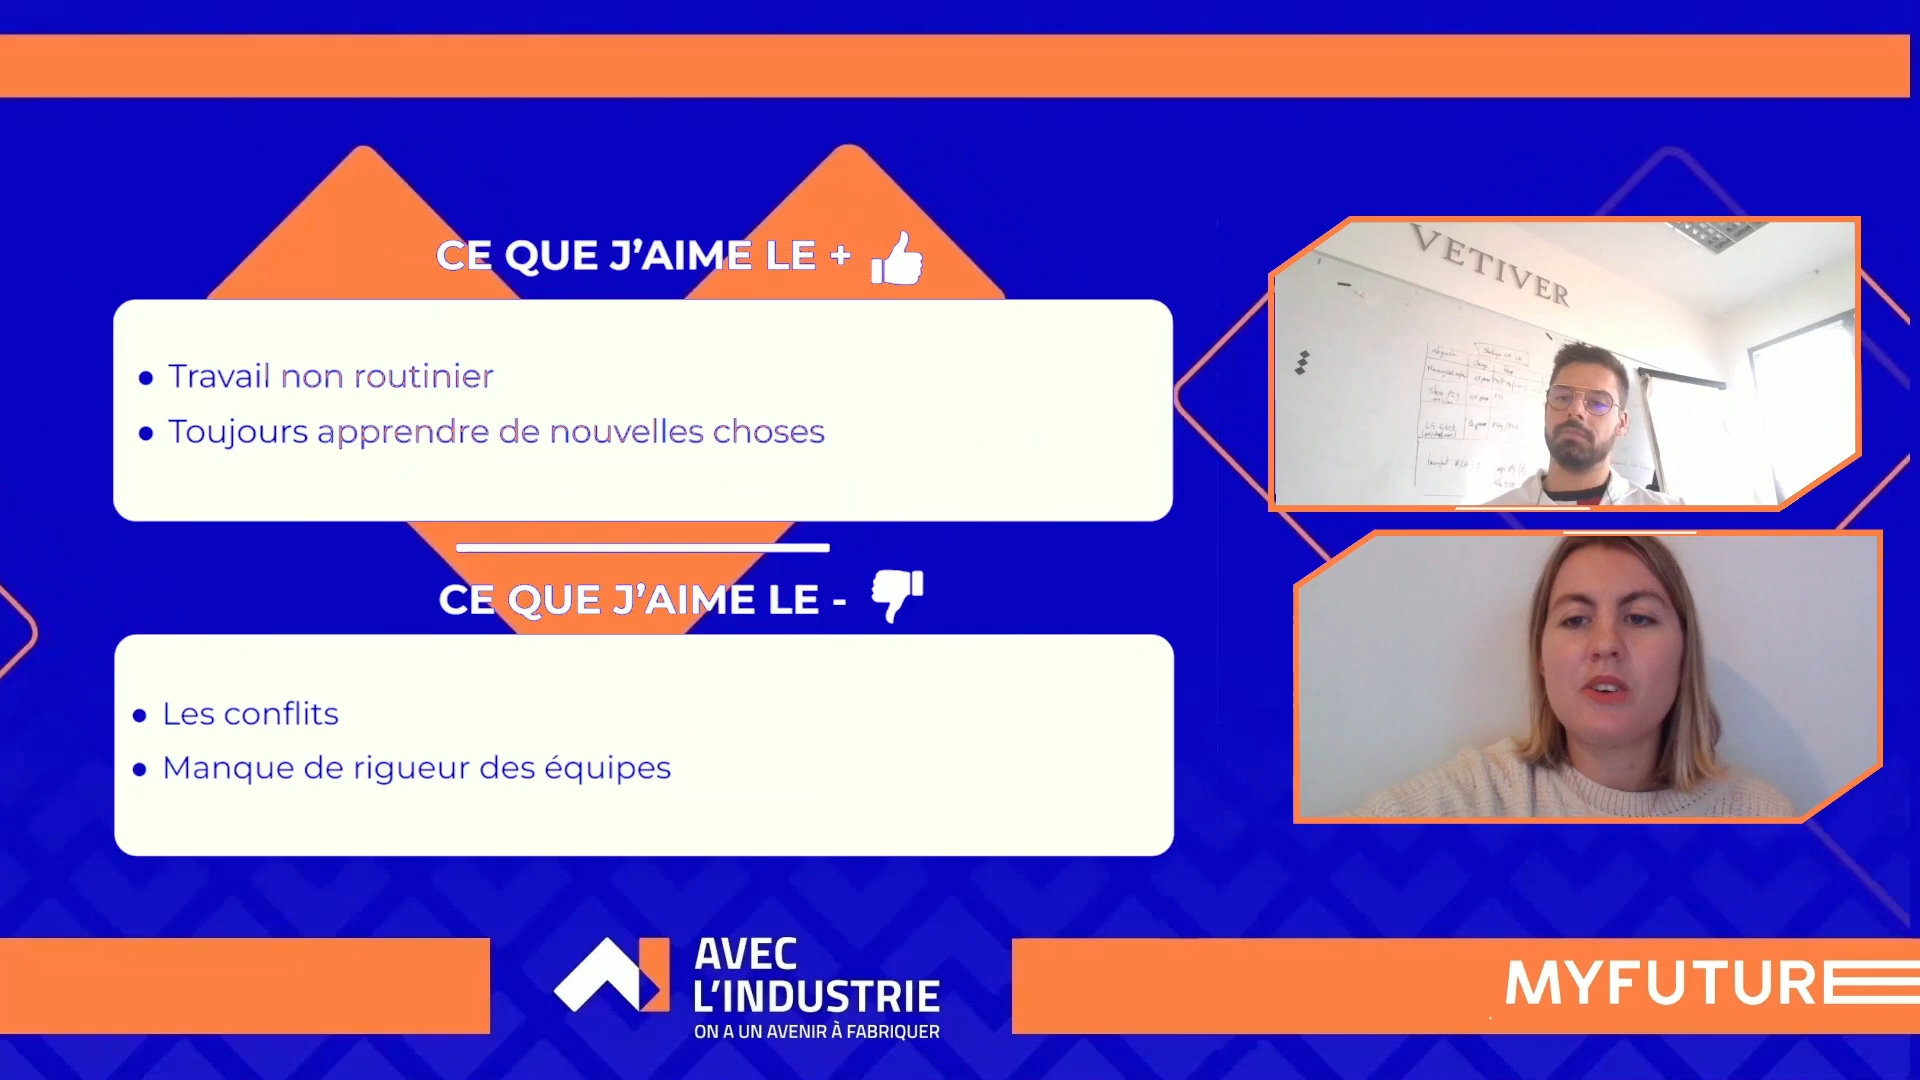 CE QUE J'AIME LE +
● Travail non routinier
● Toujours apprendre de nouvelles choses
CE QUE J'AIME LE -
● Les conflits
● Manque de rigueur des équipes
VETIVER
AVEC
L'INDUSTRIE
ON A UN AVENIR À FABRIQUER
MYFUTURE